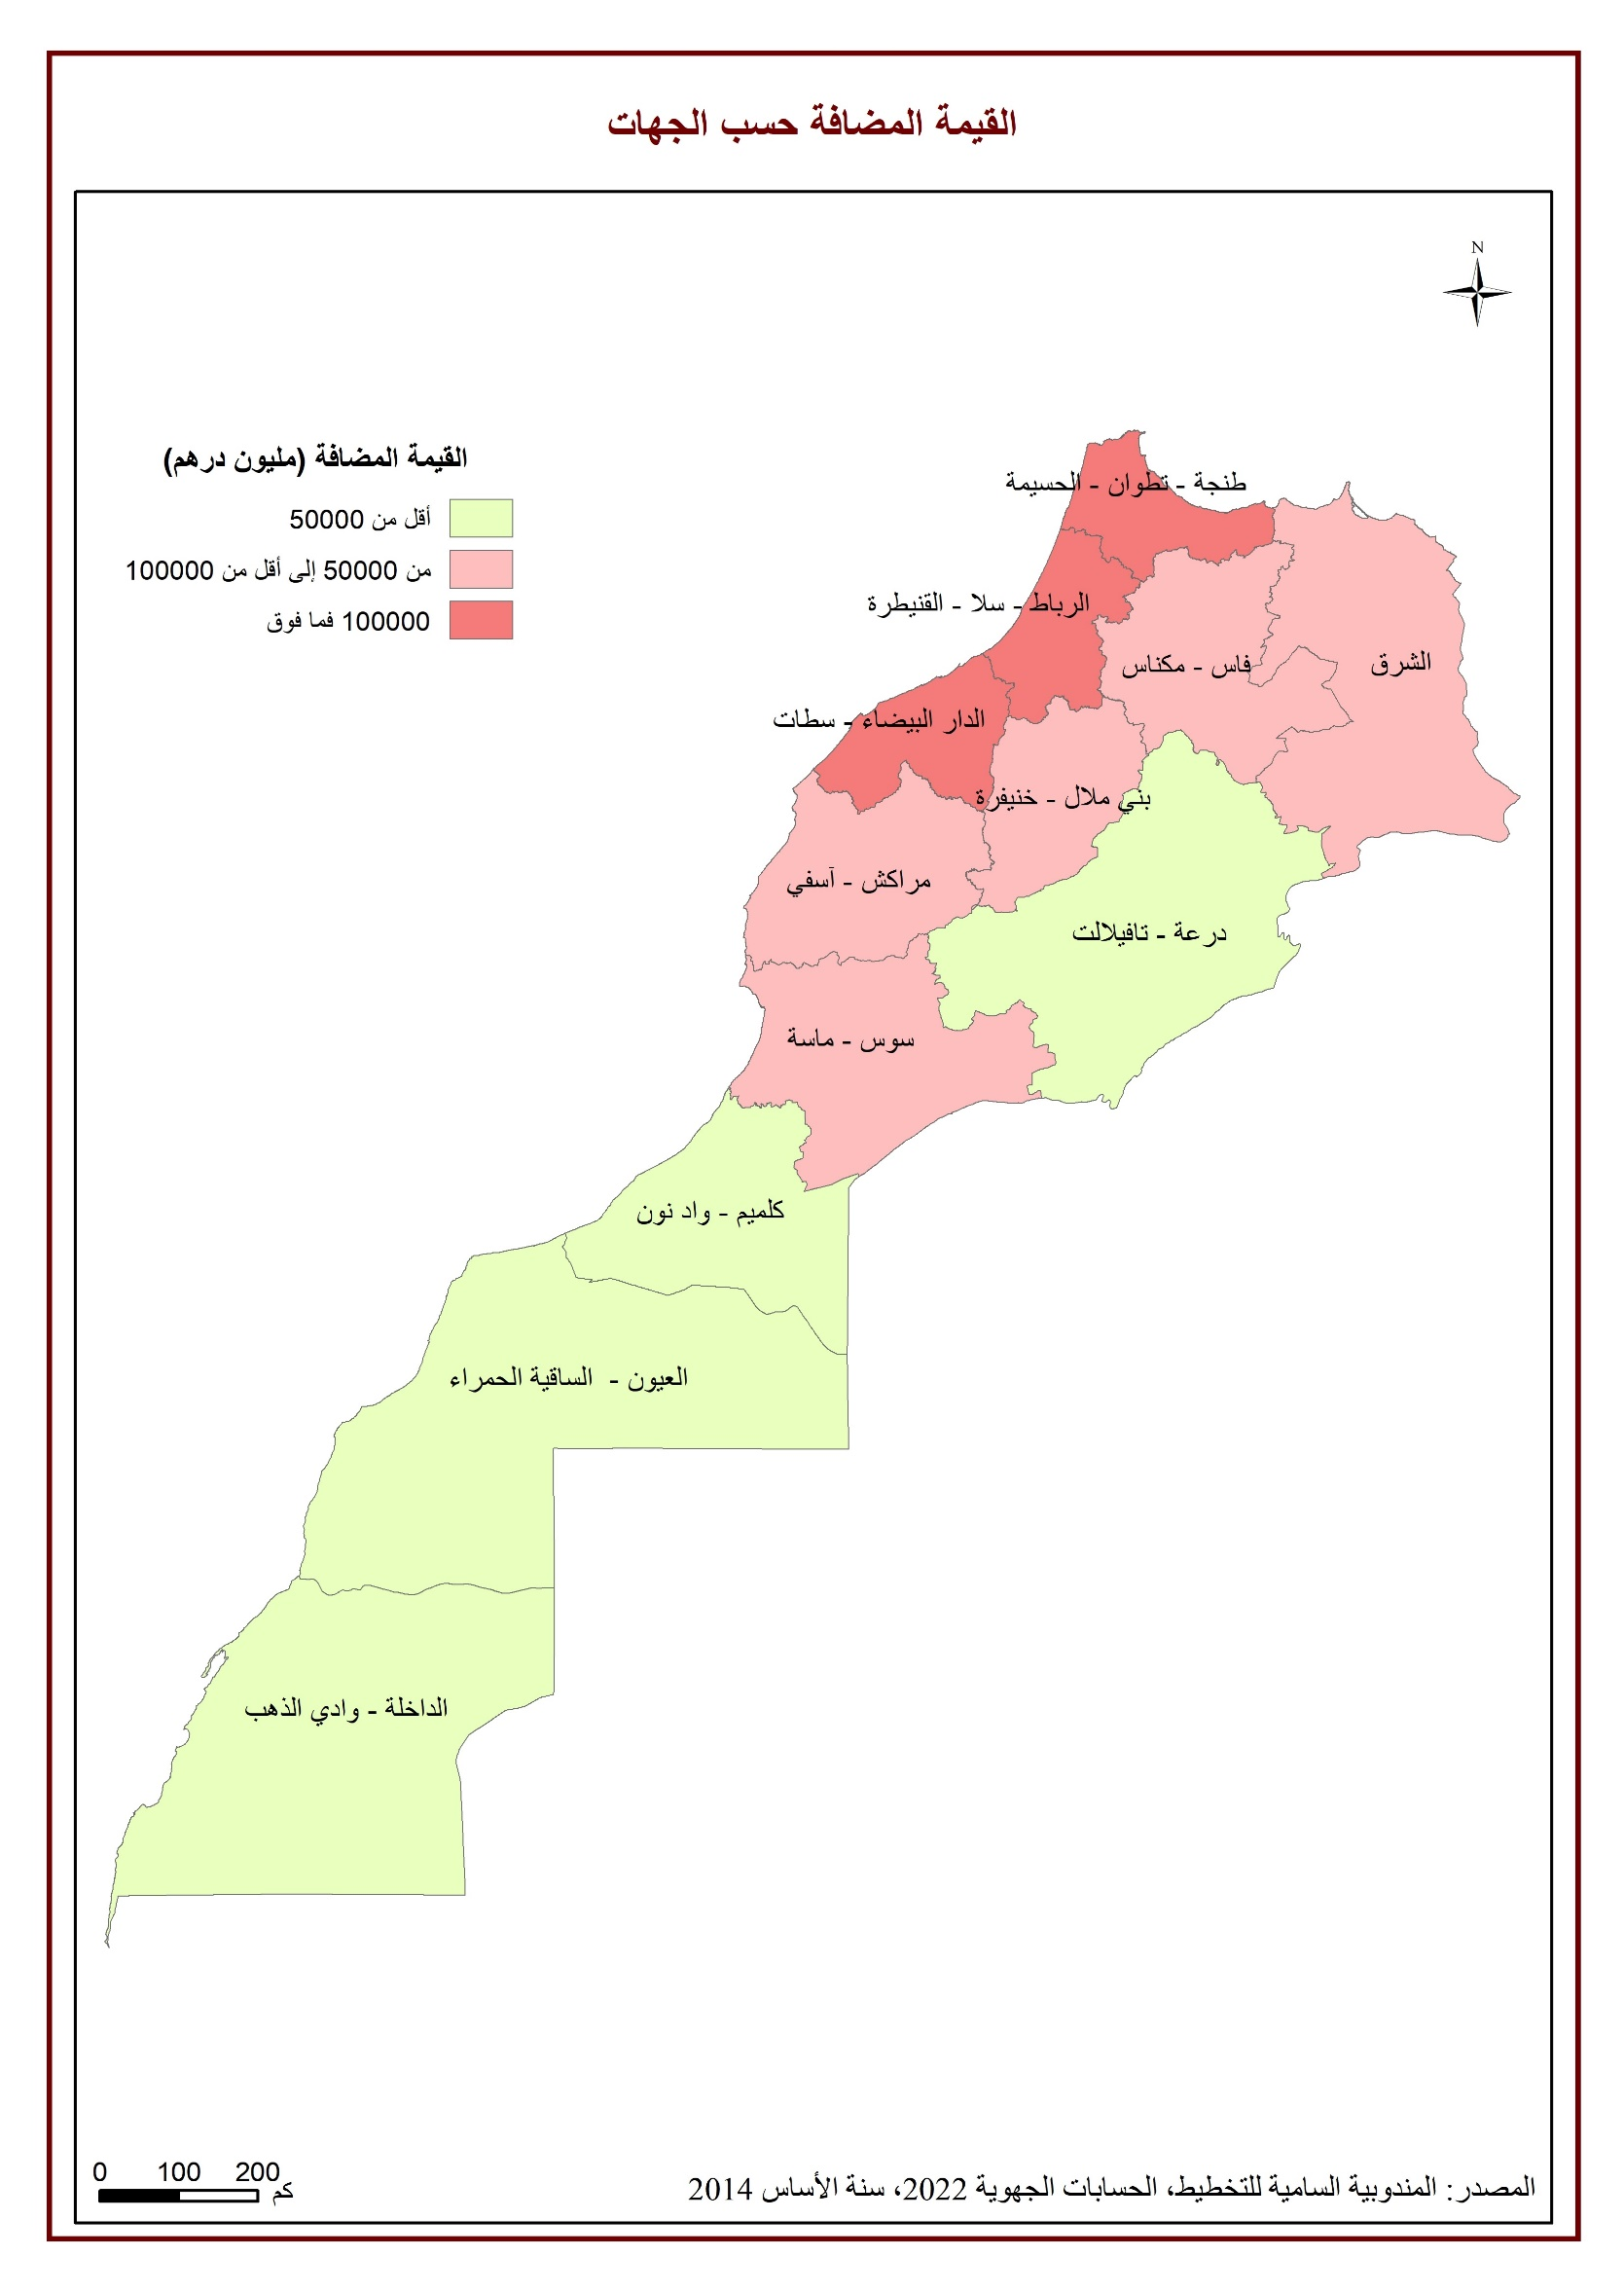 القيمة المضافة حسب الجهات
N
القيمة المضافة (مليون درهم)
أقل من 50000
من 50000 إلى أقل من 100000
100000 فما فوق
طنجة - تطوان - الحسيمة
الرباط - سلا - القنيطرة
الشرق
فاس - مكناس
الدار البيضاء - سطات
بني ملال - خنيفرة
مراكش - آسفي
درعة - تافيلالت
سوس - ماسة
كلميم - واد نون
العيون - الساقية الحمراء
الداخلة - وادي الذهب
0 100 200
كم
المصدر: المندوبية السامية للتخطيط، الحسابات الجهوية 2022، سنة الأساس 2014